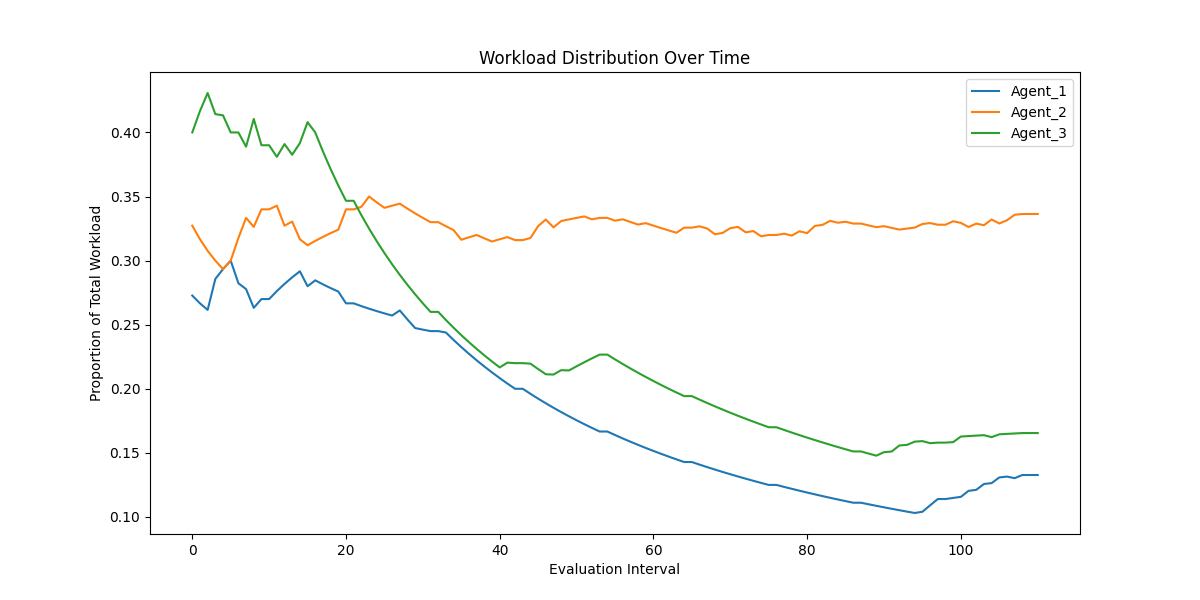 Workload Distribution Over Time
Agent_1
Agent_2
Agent_3
Proportion of Total Workload
0.40
0.35
0.30
0.25
0.20
0.15
0.10
0 20 40 60 80 100
Evaluation Interval